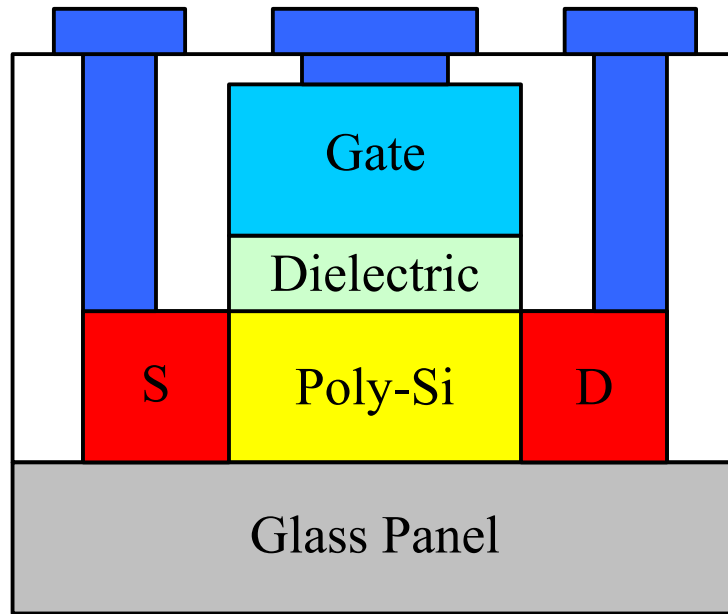 Gate
Dielectric
S
Poly-Si
D
Glass Panel